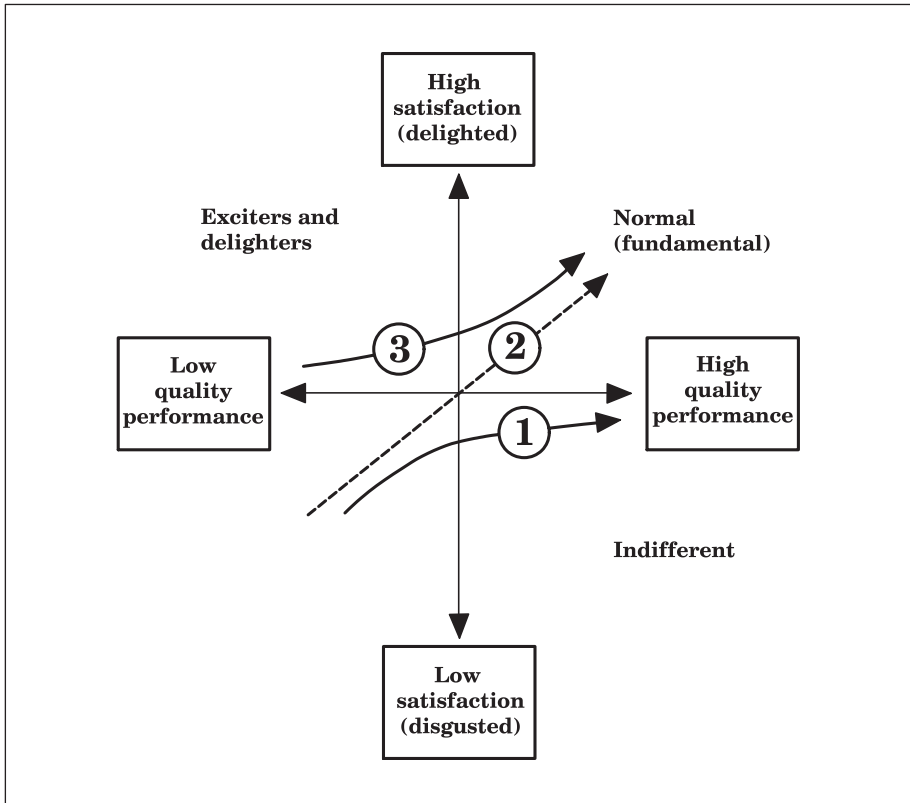 High
satisfaction
(delighted)
Exciters and
delighters
Normal
(fundamental)
3
2
Low
quality
performance
High
quality
performance
1
Indifferent
Low
satisfaction
(disgusted)